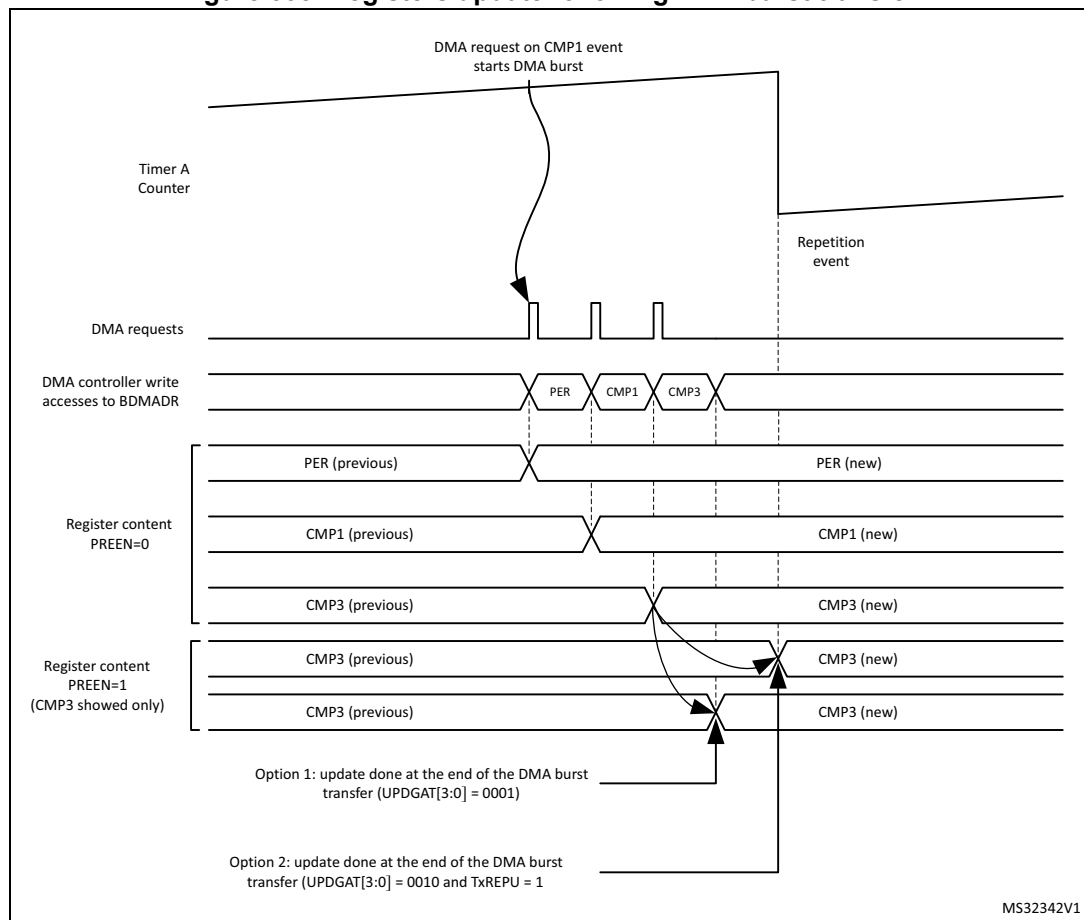 DMA request on CMP1 event
starts DMA burst
Timer A
Counter
Repetition
event
DMA requests
DMA controller write
accesses to BDMADR
PER
CMP1
CMP3
PER (previous)
PER (new)
Register content
PREEN=0
CMP1 (previous)
CMP1 (new)
CMP3 (previous)
CMP3 (new)
Register content
PREEN=1
(CMP3 showed only)
CMP3 (previous)
CMP3 (new)
CMP3 (previous)
CMP3 (new)
Option 1: update done at the end of the DMA burst
transfer (UPDGAT[3:0] = 0001)
Option 2: update done at the end of the DMA burst
transfer (UPDGAT[3:0] = 0010 and TxREPU = 1
MS32342V1